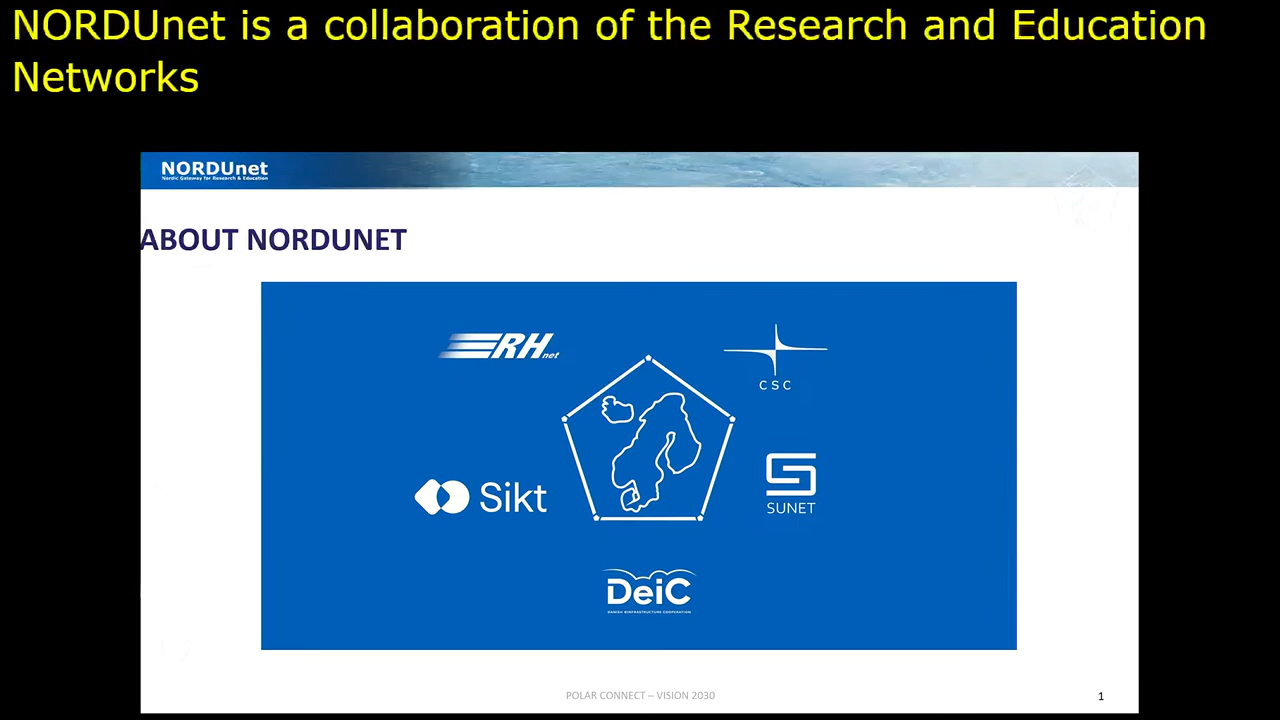 NORDUnet is a collaboration of the Research and Education
Networks
NORDUnet
Nordic Gateway for Research & Education
ABOUT NORDUNET
RHnet
CSC
Sikt
SUNET
DeiC
DANISH EINFRASTRUCTURE COOPERATION
POLAR CONNECT – VISION 2030
1